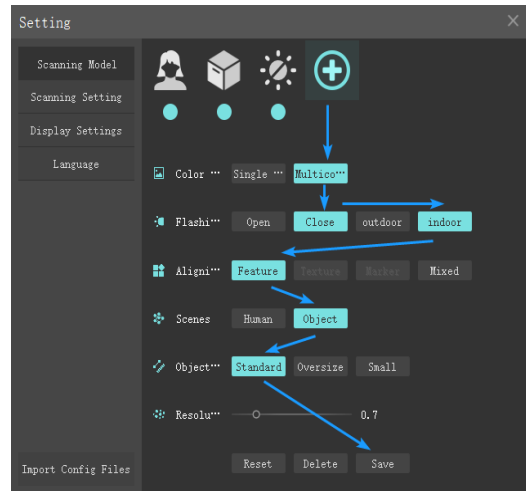 Setting
Scanning Model
Scanning Setting
Display Settings
Language
Import Config Files
Color ··· Single ··· Multico···
Flashi··· Open Close outdoor indoor
Aligni··· Feature Texture Marker Mixed
Scenes Human Object
Object··· Standard Oversize Small
Resolu··· 0.7
Reset Delete Save